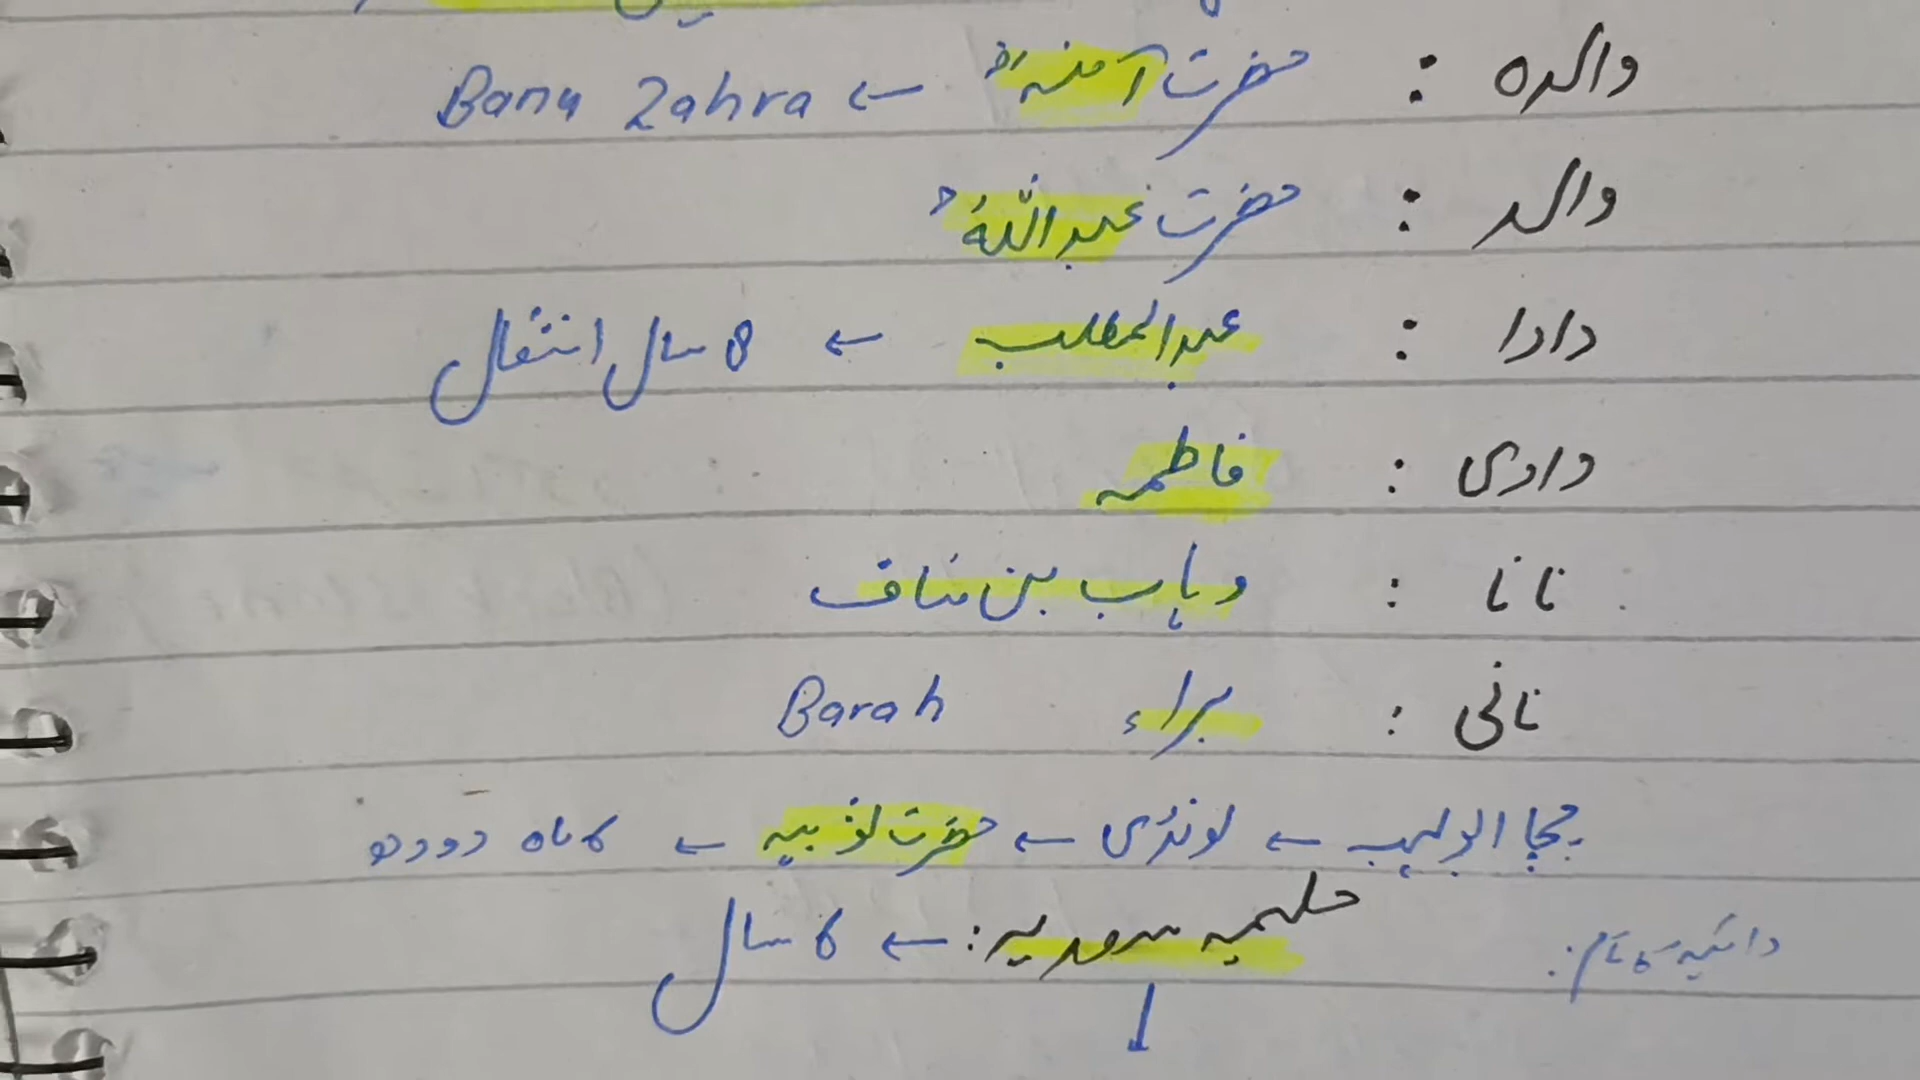 والدہ : حضرت آمنہؓ ← Banu Zahra
والد : حضرت عبداللہؓ
دادا : عبدالمطلب ← 8 سال انتقال
دادی : فاطمہ
نانا : وہاب بن مناف
نانی : براء Barah
چچا ابولہب ← لونڈی ← حضرت ثوبیہ ← 6 ماہ دودھ
دائیہ کا نام: حلیمہ سعدیہ: ← 6 سال